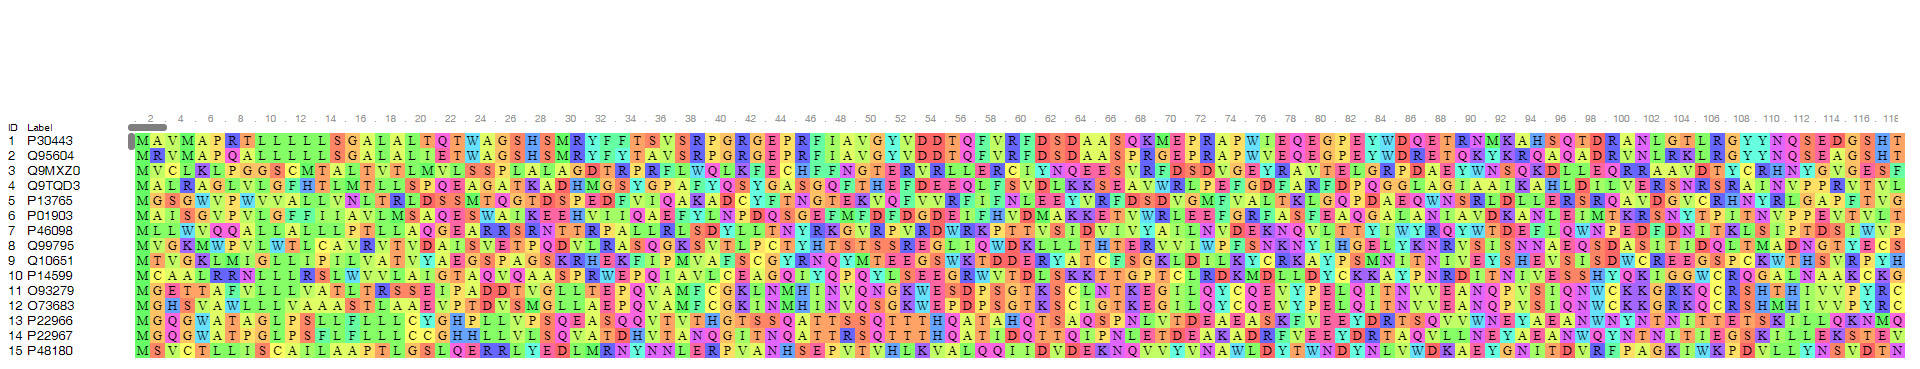 . 2 . 4 . 6 . 8 . 10 . 12 . 14 . 16 . 18 . 20 . 22 . 24 . 26 . 28 . 30 . 32 . 34 . 36 . 38 . 40 . 42 . 44 . 46 . 48 . 50 . 52 . 54 . 56 . 58 . 60 . 62 . 64 . 66 . 68 . 70 . 72 . 74 . 76 . 78 . 80 . 82 . 84 . 86 . 88 . 90 . 92 . 94 . 96 . 98 . 100 . 102 . 104 . 106 . 108 . 110 . 112 . 114 . 116 . 118
ID Label
1 P30443 MAVMAPRTLLLLLSGALALTQTWAGSHSMRYFFTSVSRPGRGEPRFIAVGYVDDTQFVRFDSDAASQKMEPRAPWIEQEGPEYWDQETRNMKAHSQTDRANLGTLRGYYNQSEDGSHT
2 Q95604 MRVMAPQALLLLLSGALALIETWAGSHSMRYFYTAVSRPGRGEPRFIAVGYVDDTQFVRFDSDAASPRGEPRAPWVEQEGPEYWDRETQKYKRQAQADRVNLRKLRGYYNQSEAGSHT
3 Q9MXZ0 MVCLKLPGGSCMTALTVTLMVLSSPLALAGDTRPRFLWQLKFECHFFNGTERVRLLERCIYNQEESVRFDSDVGEYRAVTELGRPDAEYWNSQKDLLEQRRAAVDTYCRHNYGVGESF
4 Q9TQD3 MALRAGLVLGFHTLMTLLSPQEAGATKADHMGSYGPAFYQSYGASGQFTHEFDEEQLFSVDLKKSEAVWRLPEFGDFARFDPQGGLAGIAAIKAHLDILVERSNRSRAINVPPRVTVL
5 P13765 MGSGWVPWVVALLVNLTRLDSSMTQGTDSPEDFVIQAKADCYFTNGTEKVQFVVRFIFNLEEYVRFDSDVGMFVALTKLGQPDAEQWNSRLDLLERSRQAVDGVCRHNYRLGAPFTVG
6 P01903 MAISGVPVLGFFIIAVLMSAQESWAIKEEHVIIQAEFYLNPDQSGEFMFDFDGDEIFHVDMAKKETVWRLEEFGRFASFEAQGALANIAVDKANLEIMTKRSNYTPITNVPPEVTVLT
7 P46098 MLLWVQQALLALLLPTLLAQGEARRSRNTTRPALLRLSDYLLTNYRKGVRPVRDWRKPTTVSIDVIVYAILNVDEKNQVLTTYIWYRQYWTDEFLQWNPEDFDNITKLSIPTDSIWVP
8 Q99795 MVGKMWPVLWTLCAVRVTVDAISVETPQDVLRASQGKSVTLPCTYHTSTSSREGLIQWDKLLLTHTERVVIWPFSNKNYIHGELYKNRVSISNNAEQSDASITIDQLTMADNGTYECS
9 Q10651 MTVGKLMIGLLIPILVATVYAEGSPAGSKRHEKFIPMVAFSCGYRNQYMTEEGSWKTDDERYATCFSGKLDILKYCRKAYPSMNITNIVEYSHEVSISDWCREEGSPCKWTHSVRPYH
10 P14599 MCAALRRNLLLRSLWVVLAIGTAQVQAASPRWEPQIAVLCEAGQIYQPQYLSEEGRWVTDLSKKTTGPTCLRDKMDLLDYCKKAYPNRDITNIVESSHYQKIGGWCRQGALNAAKCKG
11 O93279 MGETTAFVLLLVATLTRSSEIPADDTVGLLTEPQVAMFCGKLNMHINVQNGKWESDPSGTKSCLNTKEGILQYCQEVYPELQITNVVEANQPVSIQNWCKKGRKQCRSHTHIVVPYRC
12 O73683 MGHSVAWLLLVAAASTLAAEVPTDVSMGLLAEPQVAMFCGKINMHINVQSGKWEPDPSGTKSCIGTKEGILQYCQEVYPELQITNVVEANQPVSIQNWCKKGRKQCRSHMHIVVPYRC
13 P22966 MGQGWATAGLPSLLFLLLCYGHPLLVPSQEASQQVTVTHGTSSQATTSSQTTTHQATAHQTSAQSPNLVTDEAEASKFVEEYDRTSQVVWNEYAEANWNYNTNITTETSKILLQKNMQ
14 P22967 MGQGWATPGLPSFLFLLLCCGHHLLVLSQVATDHVTANQGITNQATTRSQTTTHQATIDQTTQIPNLETDEAKADRFVEEYDRTAQVLLNEYAEANWQYNTNITIEGSKILLEKSTEV
15 P48180 MSVCTLLISCAILAAPTLGSLQERRLYEDLMRNYNNLERPVANHSEPVTVHLKVALQQIIDVDEKNQVVYVNAWLDYTWNDYNLVWDKAEYGNITDVRFPAGKIWKPDVLLYNSVDTN